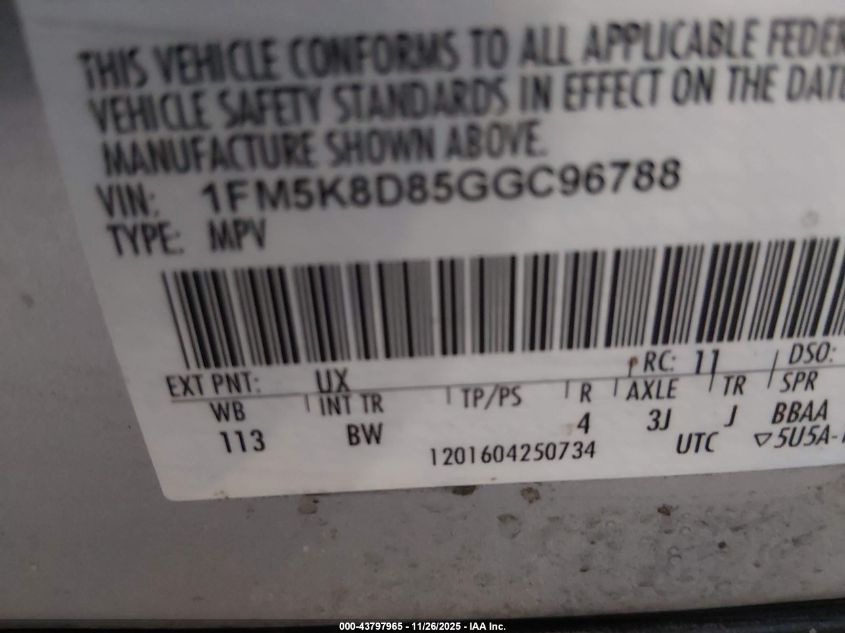 THIS VEHICLE CONFORMS TO ALL APPLICABLE FEDER
VEHICLE SAFETY STANDARDS IN EFFECT ON THE DATE
MANUFACTURE SHOWN ABOVE.
VIN: 1FM5K8D85GGC96788
TYPE: MPV
EXT PNT: UX RC: 11 DSO:
WB INT TR TP/PS R AXLE TR SPR
113 BW 4 3J J BBAA
1201604250734 UTC ▽5U5A-
000-43797965 - 11/26/2025 - IAA Inc.